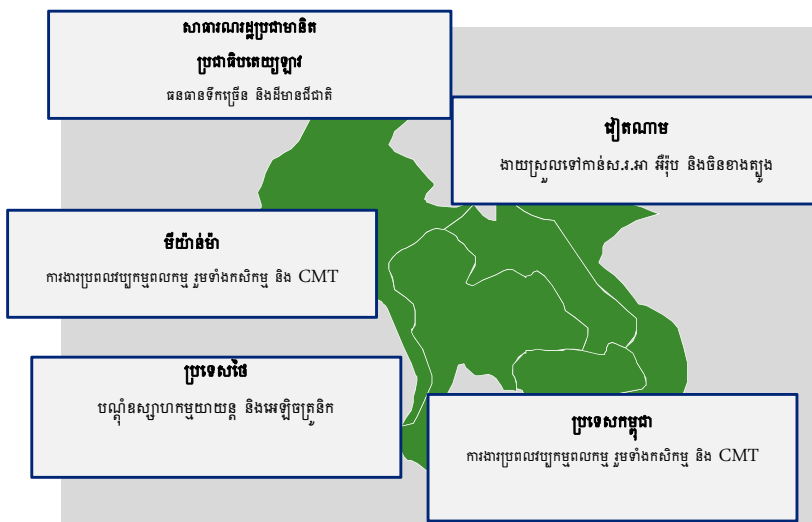 សាធារណរដ្ឋប្រជាមានិត
ប្រជាធិបតេយ្យឡាវ
ធនធានទឹកច្រើន និងដីមានជីជាតិ
វៀតណាម
ងាយស្រួលទៅកាន់ស.រ.អា អឺរ៉ុប និងចិនខាងត្បូង
មីយ៉ាន់ម៉ា
ការងារប្រពលវប្បកម្មពលកម្ម រួមទាំងកសិកម្ម និង CMT
ប្រទេសថៃ
បណ្តុំឧស្សាហកម្មយាយន្ត និងអេឡិចត្រូនិក
ប្រទេសកម្ពុជា
ការងារប្រពលវប្បកម្មពលកម្ម រួមទាំងកសិកម្ម និង CMT